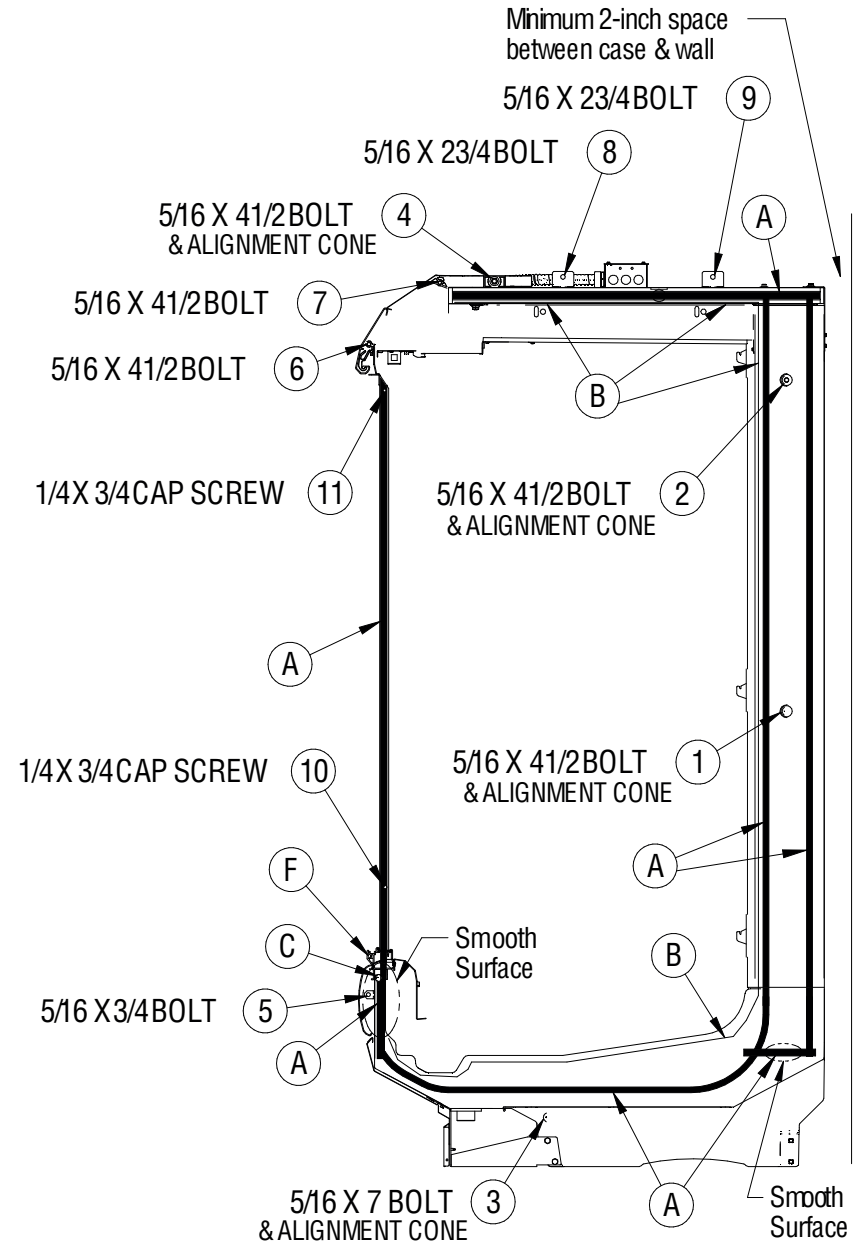 Minimum 2-inch space
between case & wall
5/16 X 23/4BOLT 9
5/16 X 23/4BOLT 8
5/16 X 41/2BOLT 4
& ALIGNMENT CONE
A
5/16 X 41/2BOLT 7
5/16 X 41/2BOLT 6
B
1/4X 3/4CAP SCREW 11
5/16 X 41/2BOLT 2
& ALIGNMENT CONE
A
1/4X 3/4CAP SCREW 10
5/16 X 41/2BOLT 1
& ALIGNMENT CONE
F
A
C
Smooth
Surface
B
5/16 X3/4BOLT 5
A
5/16 X 7 BOLT 3
& ALIGNMENT CONE
A
Smooth
Surface